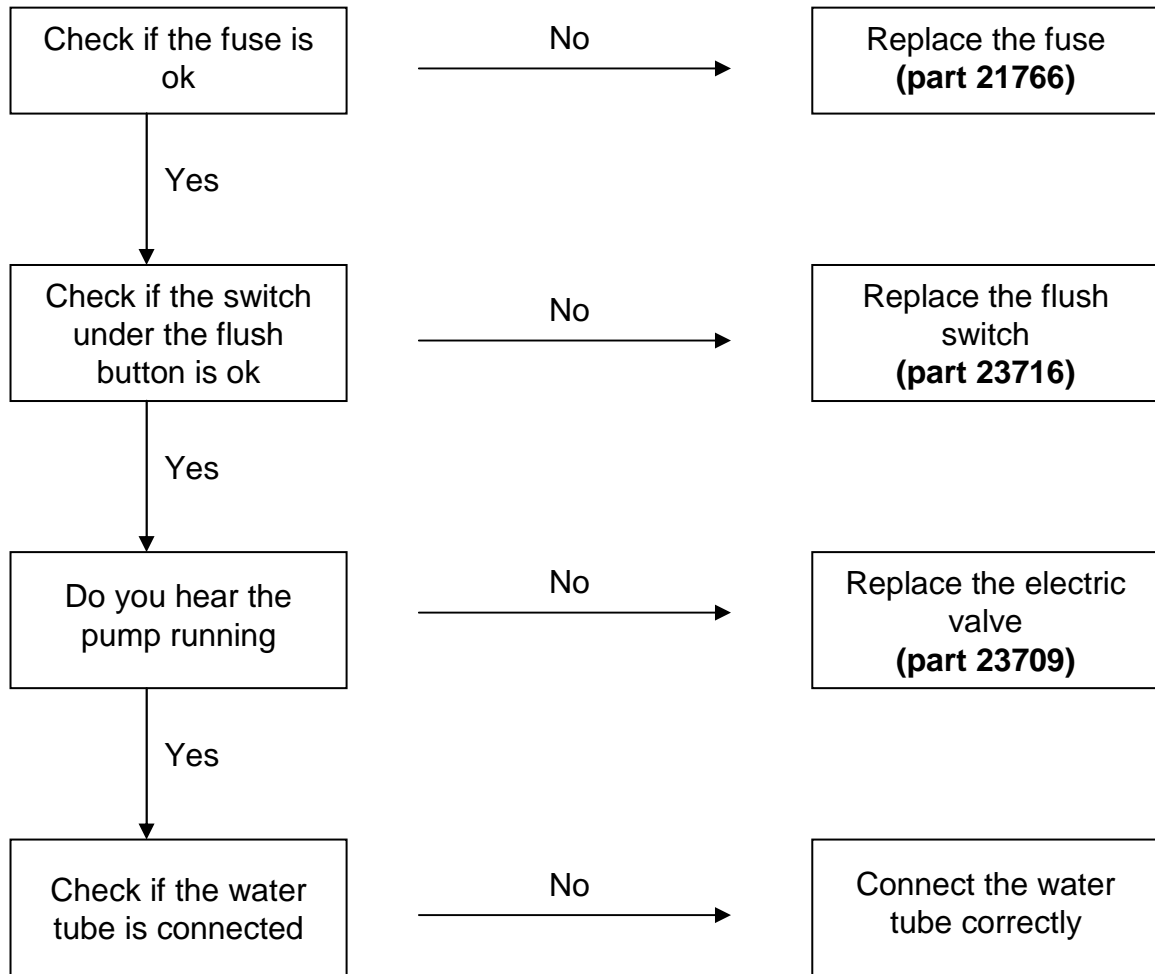 Check if the fuse is
ok
No
Replace the fuse
(part 21766)
Yes
Check if the switch
under the flush
button is ok
No
Replace the flush
switch
(part 23716)
Yes
Do you hear the
pump running
No
Replace the electric
valve
(part 23709)
Yes
Check if the water
tube is connected
No
Connect the water
tube correctly